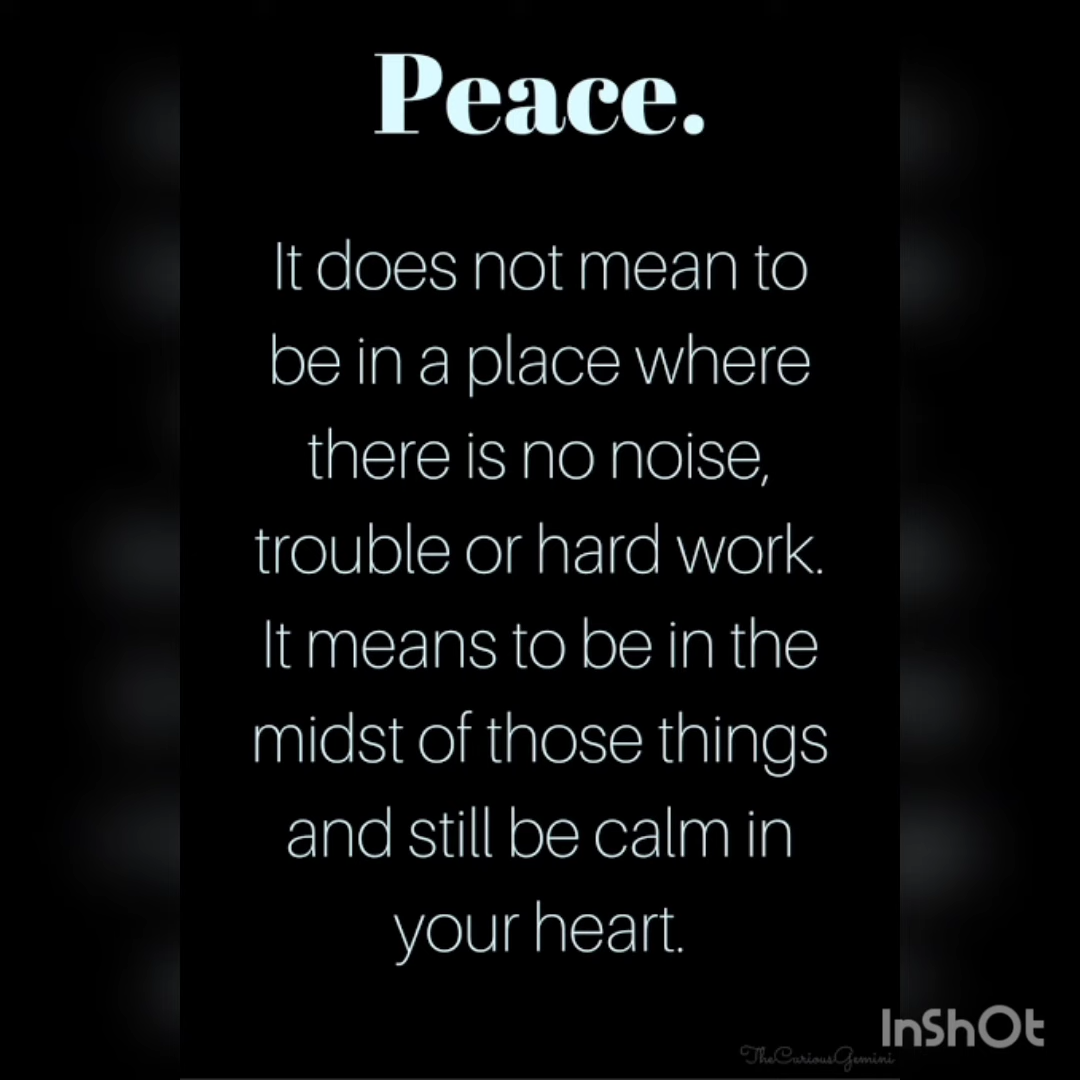 Peace.
It does not mean to
be in a place where
there is no noise,
trouble or hard work.
It means to be in the
midst of those things
and still be calm in
your heart.
InShOt
TheCuriousGemini